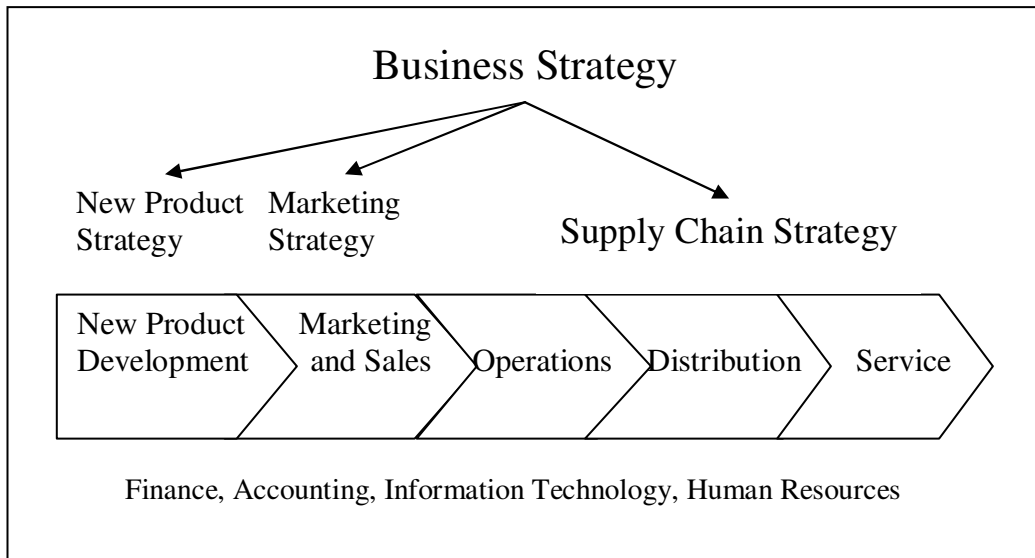 Business Strategy
New Product
Strategy
Marketing
Strategy
Supply Chain Strategy
New Product
Development
Marketing
and Sales
Operations
Distribution
Service
Finance, Accounting, Information Technology, Human Resources